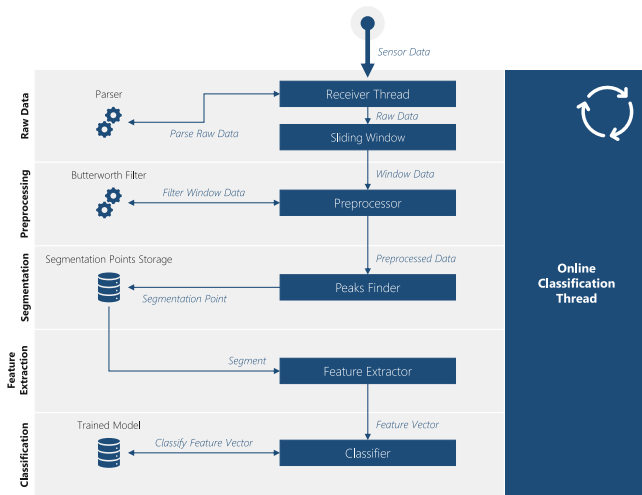 Sensor Data
Raw Data
Parser
Receiver Thread
Parse Raw Data
Raw Data
Sliding Window
Window Data
Preprocessing
Butterworth Filter
Filter Window Data
Preprocessor
Preprocessed Data
Segmentation
Segmentation Points Storage
Segmentation Point
Peaks Finder
Feature
Extraction
Segment
Feature Extractor
Feature Vector
Classification
Trained Model
Classify Feature Vector
Classifier
Online
Classification
Thread